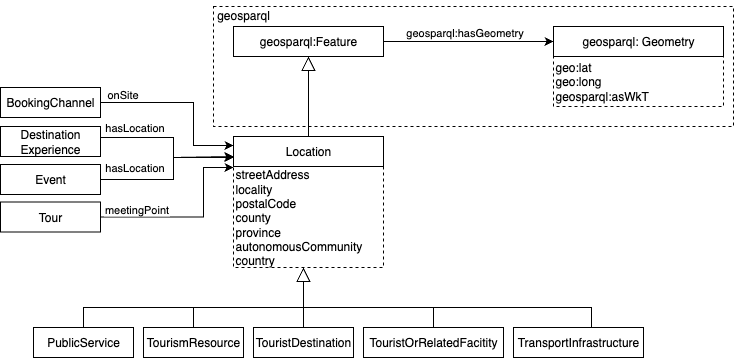 geosparql
geosparql:Feature
geosparql:hasGeometry
geosparql: Geometry
geo:lat
geo:long
geosparql:asWkT
BookingChannel
onSite
Destination
Experience
hasLocation
Event
hasLocation
Tour
meetingPoint
Location
streetAddress
locality
postalCode
county
province
autonomousCommunity
country
PublicService
TourismResource
TouristDestination
TouristOrRelatedFacitity
TransportInfrastructure